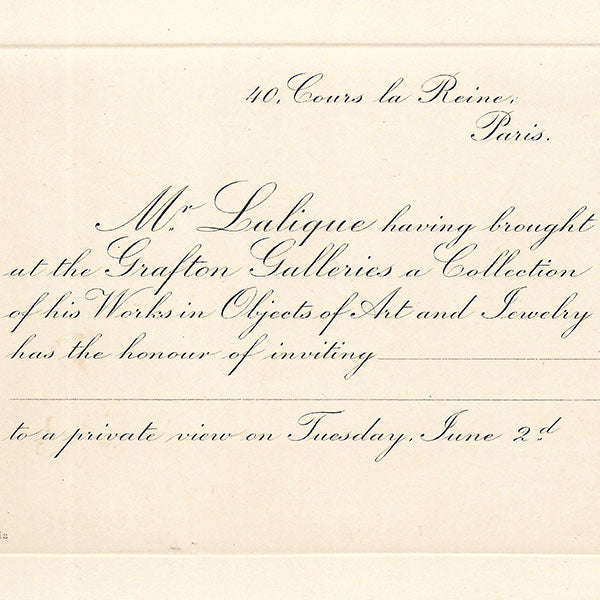 40, Cours la Reine,
Paris.
Mr. Lalique having brought
at the Grafton Galleries a Collection
of his Works in Objects of Art and Jewelry
has the honour of inviting
to a private view on Tuesday, June 2d